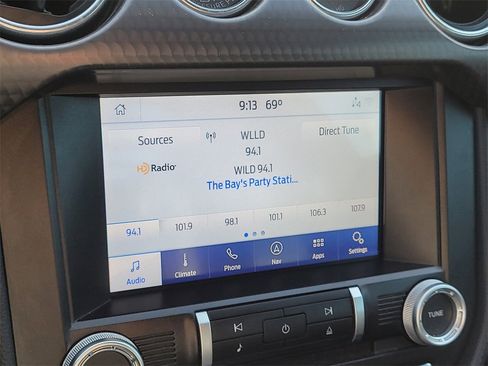 9:13 69°
Sources
WLLD
94.1
Direct Tune
HD Radio
WILD 94.1
The Bay's Party Stati...
94.1 101.9 98.1 101.1 106.3 107.9
Audio Climate Phone Nav Apps Settings
TUNE